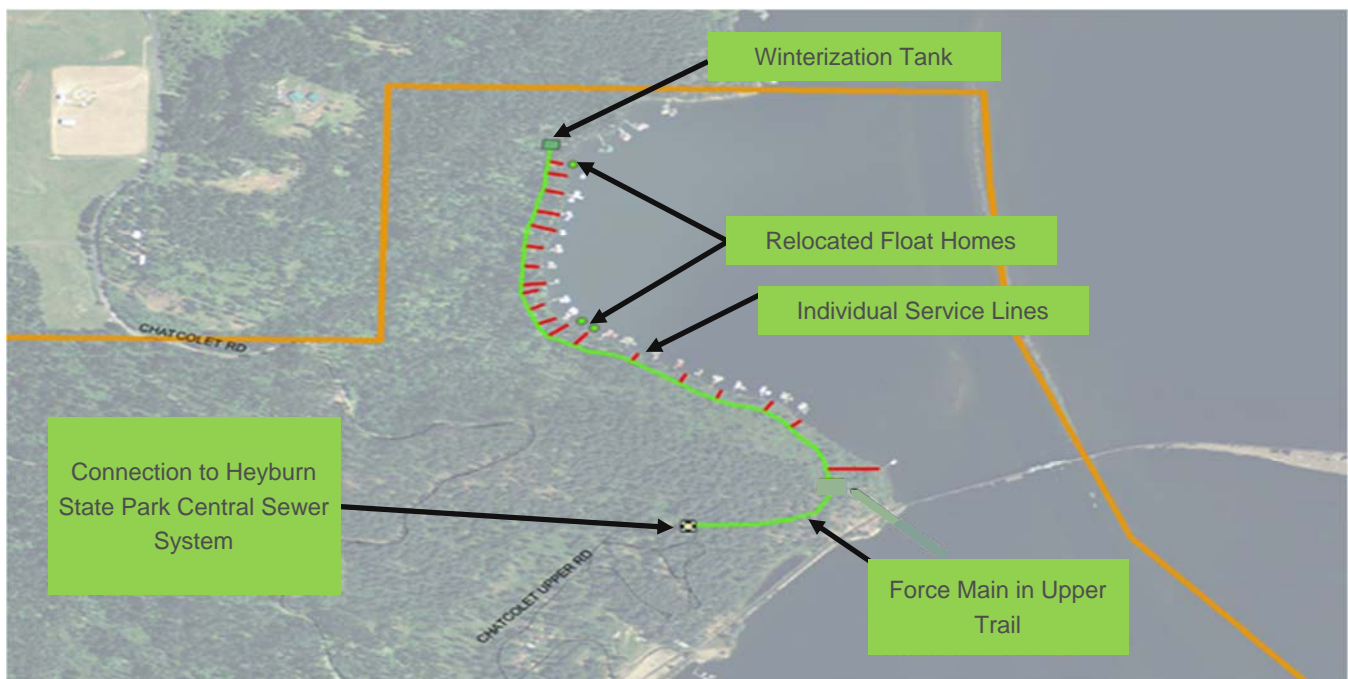 Winterization Tank
Relocated Float Homes
Individual Service Lines
CHATCOLET RD
Connection to Heyburn
State Park Central Sewer
System
CHATCOLET UPPER RD
Force Main in Upper
Trail